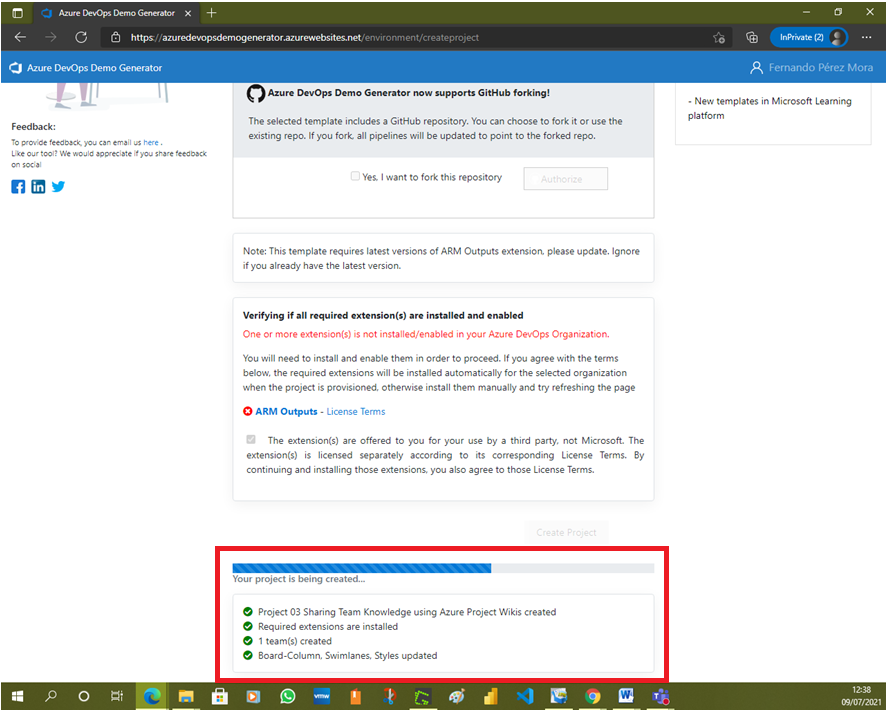 Azure DevOps Demo Generator
https://azuredevopsdemogenerator.azurewebsites.net/environment/createproject
InPrivate (2)
Azure DevOps Demo Generator
Fernando Pérez Mora
Feedback:
To provide feedback, you can email us here .
Like our tool? We would appreciate if you share feedback
on social
Azure DevOps Demo Generator now supports GitHub forking!
The selected template includes a GitHub repository. You can choose to fork it or use the
existing repo. If you fork, all pipelines will be updated to point to the forked repo.
Yes, I want to fork this repository
Authorize
- New templates in Microsoft Learning
platform
Note: This template requires latest versions of ARM Outputs extension, please update. Ignore
if you already have the latest version.
Verifying if all required extension(s) are installed and enabled
One or more extension(s) is not installed/enabled in your Azure DevOps Organization.
You will need to install and enable them in order to proceed. If you agree with the terms
below, the required extensions will be installed automatically for the selected organization
when the project is provisioned, otherwise install them manually and try refreshing the page
ARM Outputs - License Terms
The extension(s) are offered to you for your use by a third party, not Microsoft. The
extension(s) is licensed separately according to its corresponding License Terms. By
continuing and installing those extensions, you also agree to those License Terms.
Create Project
Your project is being created...
Project 03 Sharing Team Knowledge using Azure Project Wikis created
Required extensions are installed
1 team(s) created
Board-Column, Swimlanes, Styles updated
vmw
12:38
09/07/2021